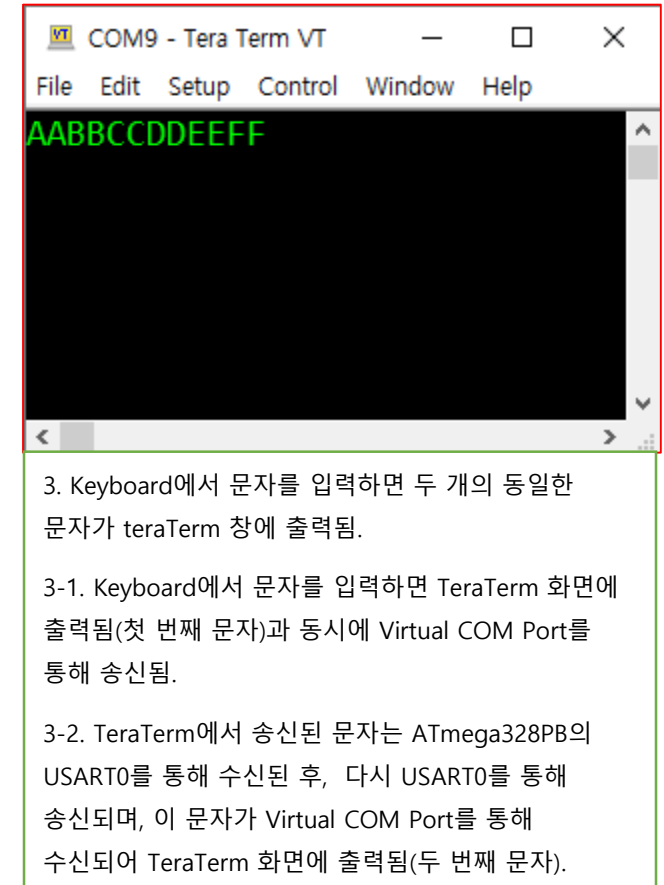 COM9 - Tera Term VT
File Edit Setup Control Window Help
AABBCCDDEEFF
3. Keyboard에서 문자를 입력하면 두 개의 동일한
문자가 teraTerm 창에 출력됨.
3-1. Keyboard에서 문자를 입력하면 TeraTerm 화면에
출력됨(첫 번째 문자)과 동시에 Virtual COM Port를
통해 송신됨.
3-2. TeraTerm에서 송신된 문자는 ATmega328PB의
USART0를 통해 수신된 후, 다시 USART0를 통해
송신되며, 이 문자가 Virtual COM Port를 통해
수신되어 TeraTerm 화면에 출력됨(두 번째 문자).